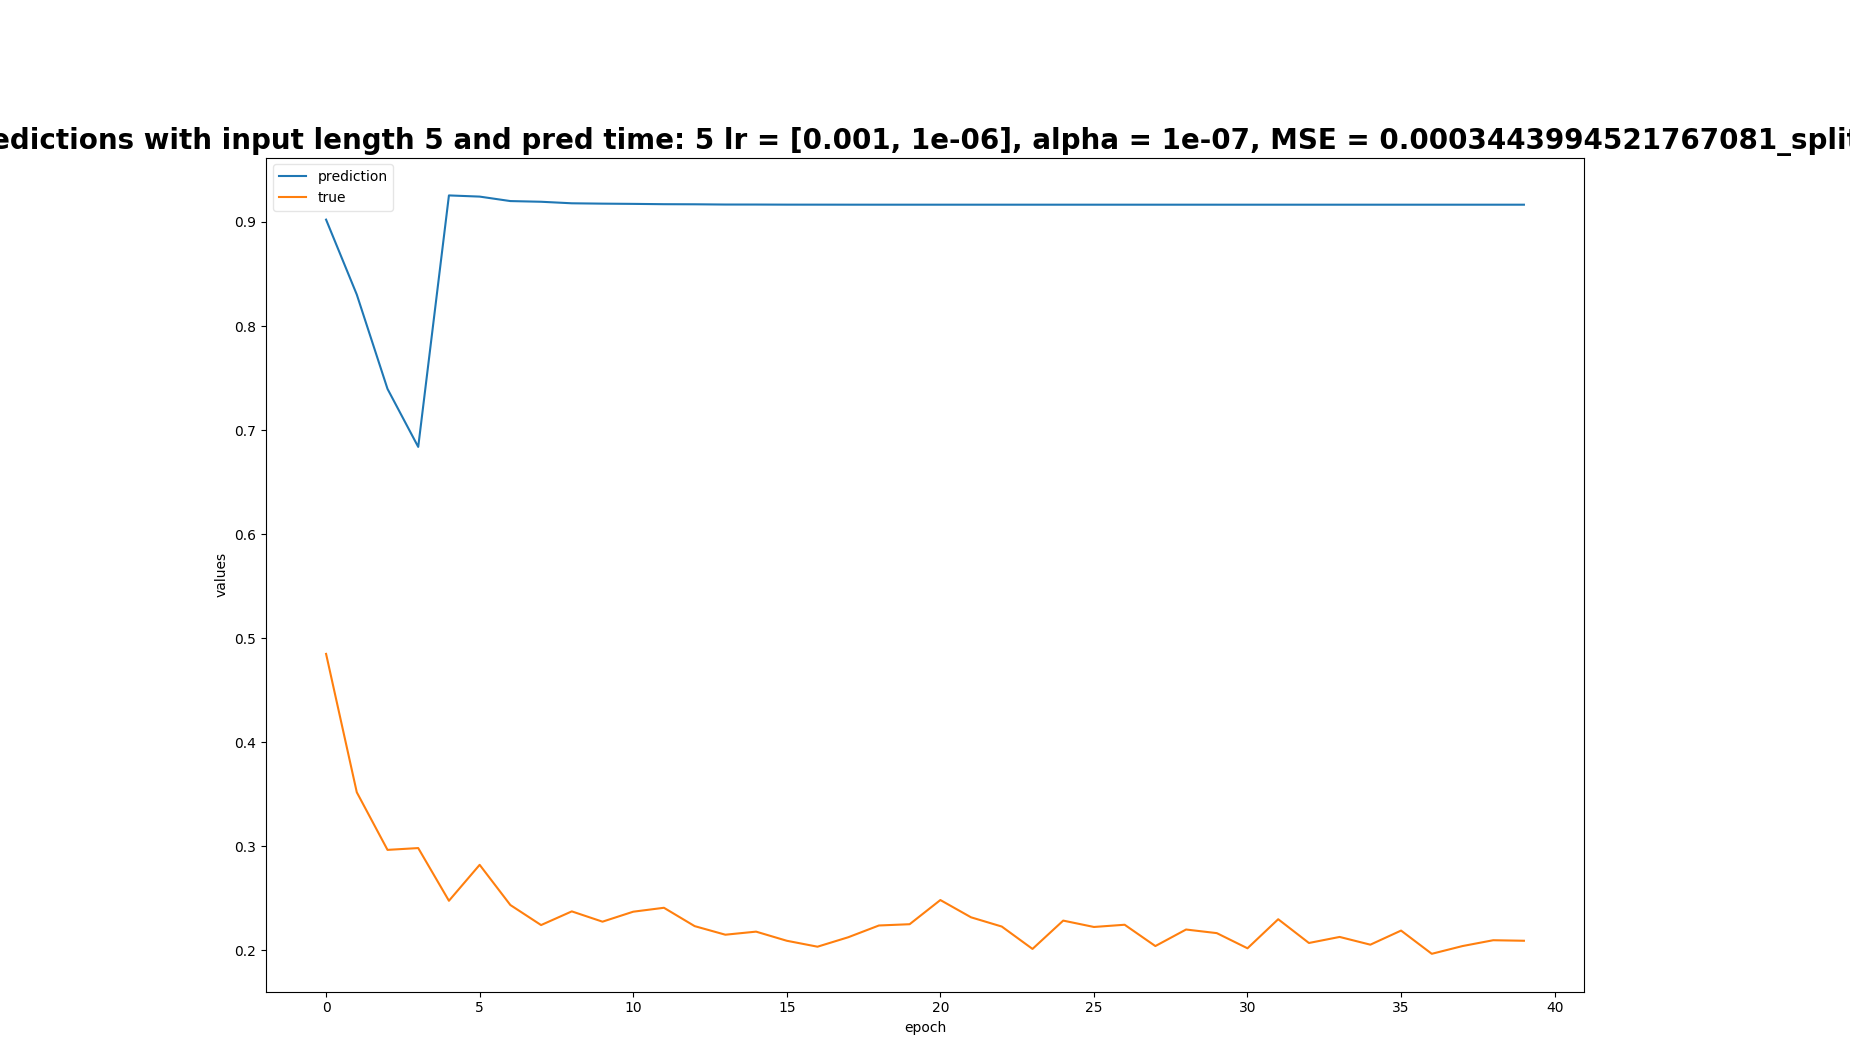 edictions with input length 5 and pred time: 5 lr = [0.001, 1e-06], alpha = 1e-07, MSE = 0.0003443994521767081_split
prediction
true
0.9
0.8
0.7
0.6
0.5
0.4
0.3
0.2
values
0 5 10 15 20 25 30 35 40
epoch